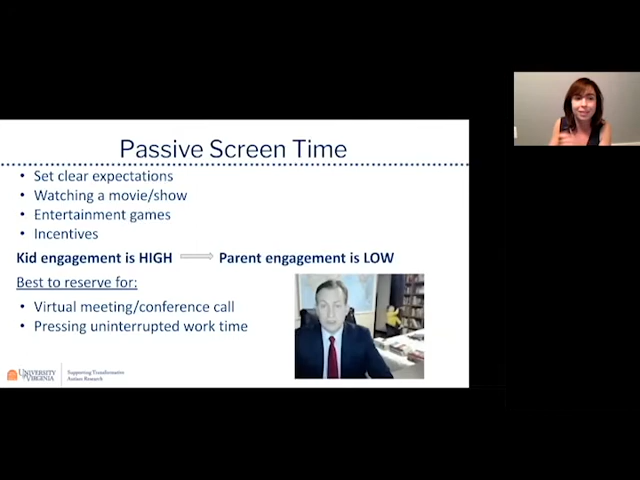 Passive Screen Time
• Set clear expectations
• Watching a movie/show
• Entertainment games
• Incentives
Kid engagement is HIGH Parent engagement is LOW
Best to reserve for:
• Virtual meeting/conference call
• Pressing uninterrupted work time
UNIVERSITY
of VIRGINIA
Supporting Transformative
Autism Research